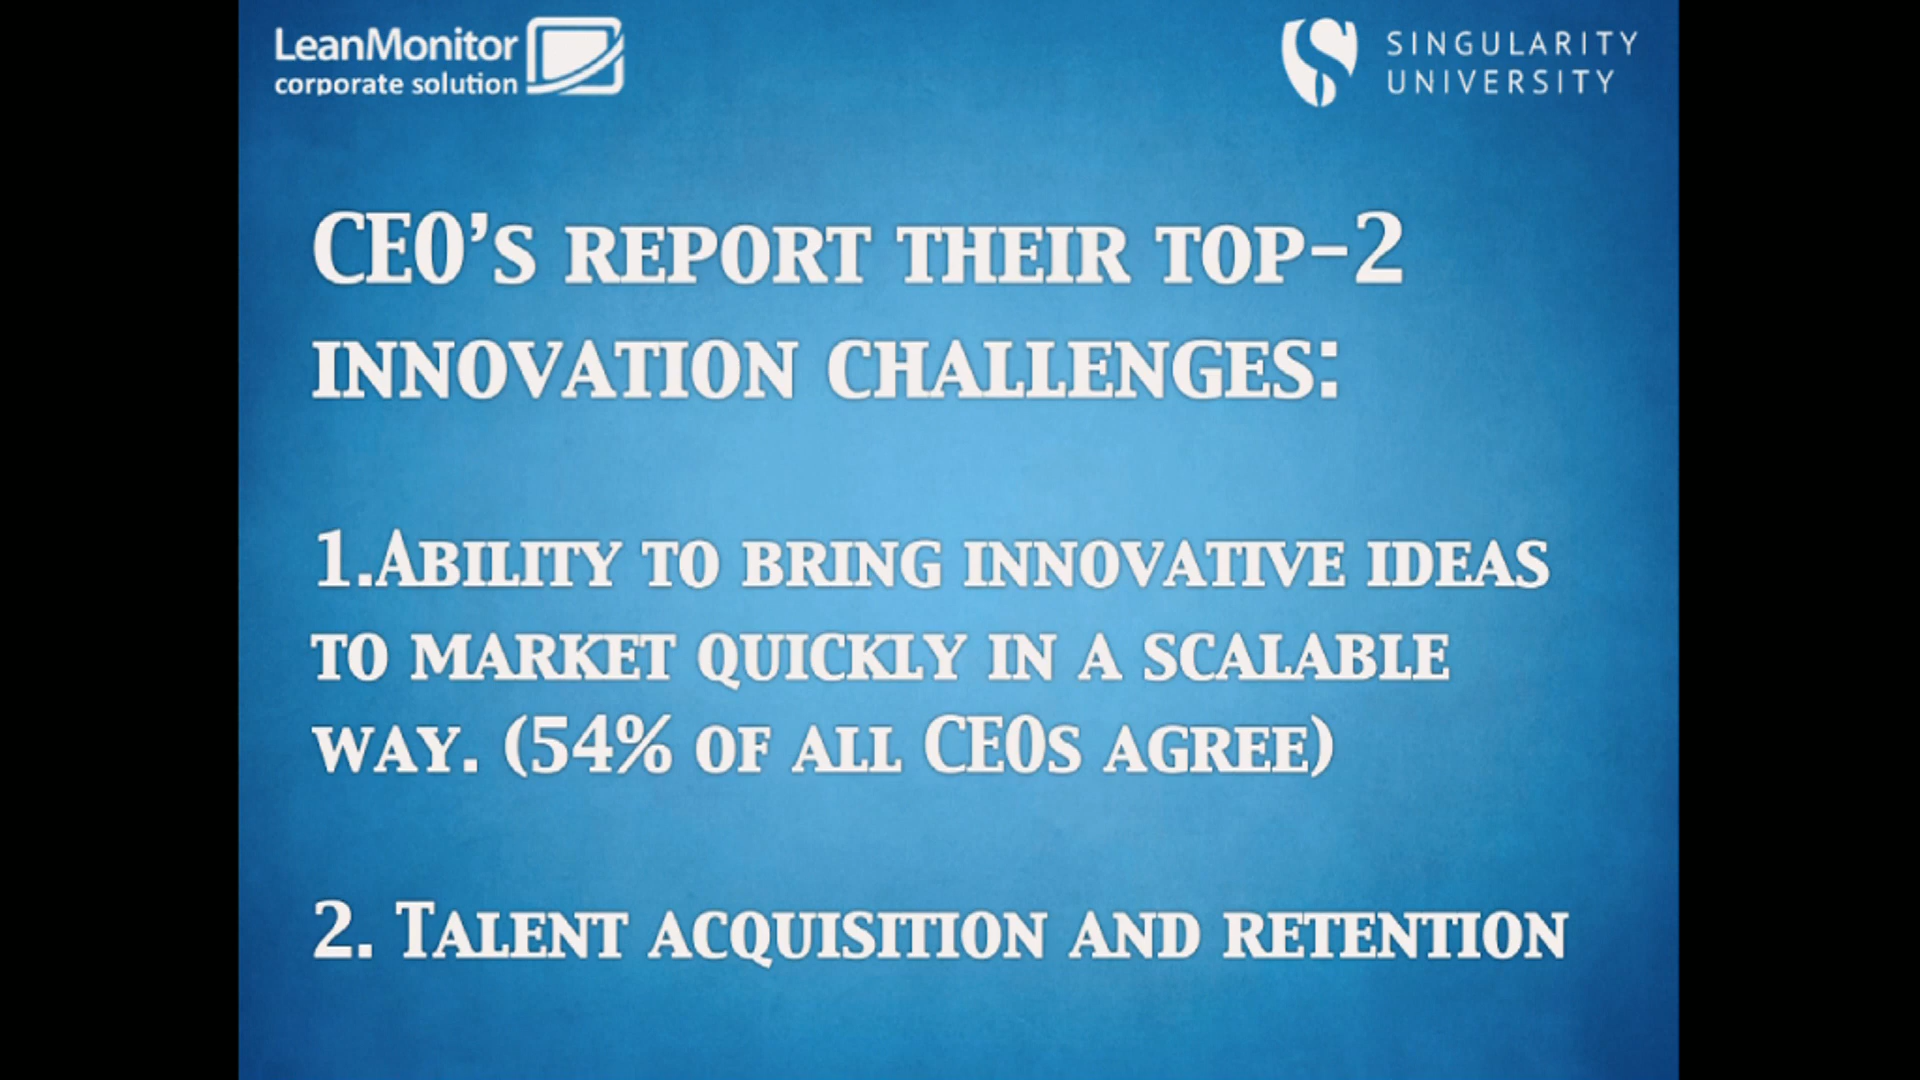 LeanMonitor
corporate solution
SINGULARITY
UNIVERSITY
CEO’s report their top-2
innovation challenges:
1.Ability to bring innovative ideas
to market quickly in a scalable
way. (54% of all CEOs agree)
2. Talent acquisition and retention